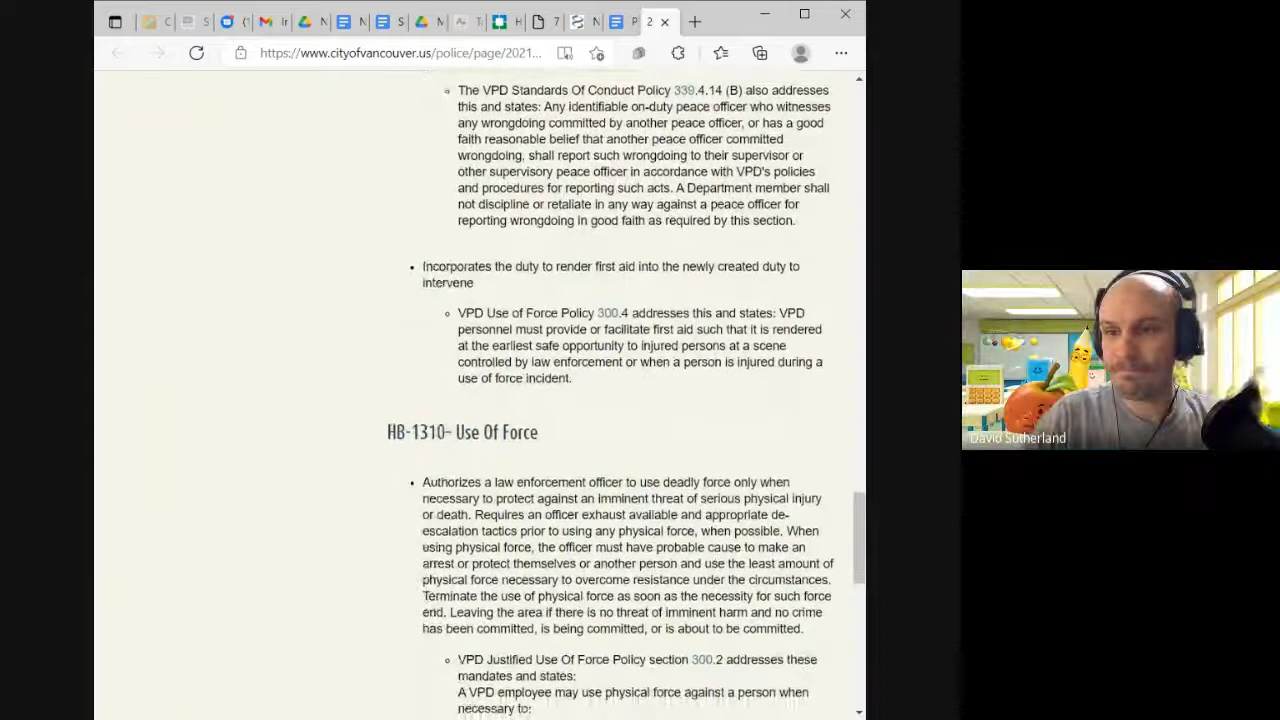 C
S
(1
Ir
N
N
S
N
T
H
7
N
P
2
https://www.cityofvancouver.us/police/page/2021...
The VPD Standards Of Conduct Policy 339.4.14 (B) also addresses
this and states: Any identifiable on-duty peace officer who witnesses
any wrongdoing committed by another peace officer, or has a good
faith reasonable belief that another peace officer committed
wrongdoing, shall report such wrongdoing to their supervisor or
other supervisory peace officer in accordance with VPD's policies
and procedures for reporting such acts. A Department member shall
not discipline or retaliate in any way against a peace officer for
reporting wrongdoing in good faith as required by this section.
Incorporates the duty to render first aid into the newly created duty to
intervene
VPD Use of Force Policy 300.4 addresses this and states: VPD
personnel must provide or facilitate first aid such that it is rendered
at the earliest safe opportunity to injured persons at a scene
controlled by law enforcement or when a person is injured during a
use of force incident.
HB-1310– Use Of Force
Authorizes a law enforcement officer to use deadly force only when
necessary to protect against an imminent threat of serious physical injury
or death. Requires an officer exhaust available and appropriate de-
escalation tactics prior to using any physical force, when possible. When
using physical force, the officer must have probable cause to make an
arrest or protect themselves or another person and use the least amount of
physical force necessary to overcome resistance under the circumstances.
Terminate the use of physical force as soon as the necessity for such force
end. Leaving the area if there is no threat of imminent harm and no crime
has been committed, is being committed, or is about to be committed.
VPD Justified Use Of Force Policy section 300.2 addresses these
mandates and states:
A VPD employee may use physical force against a person when
necessary to:
David Sutherland